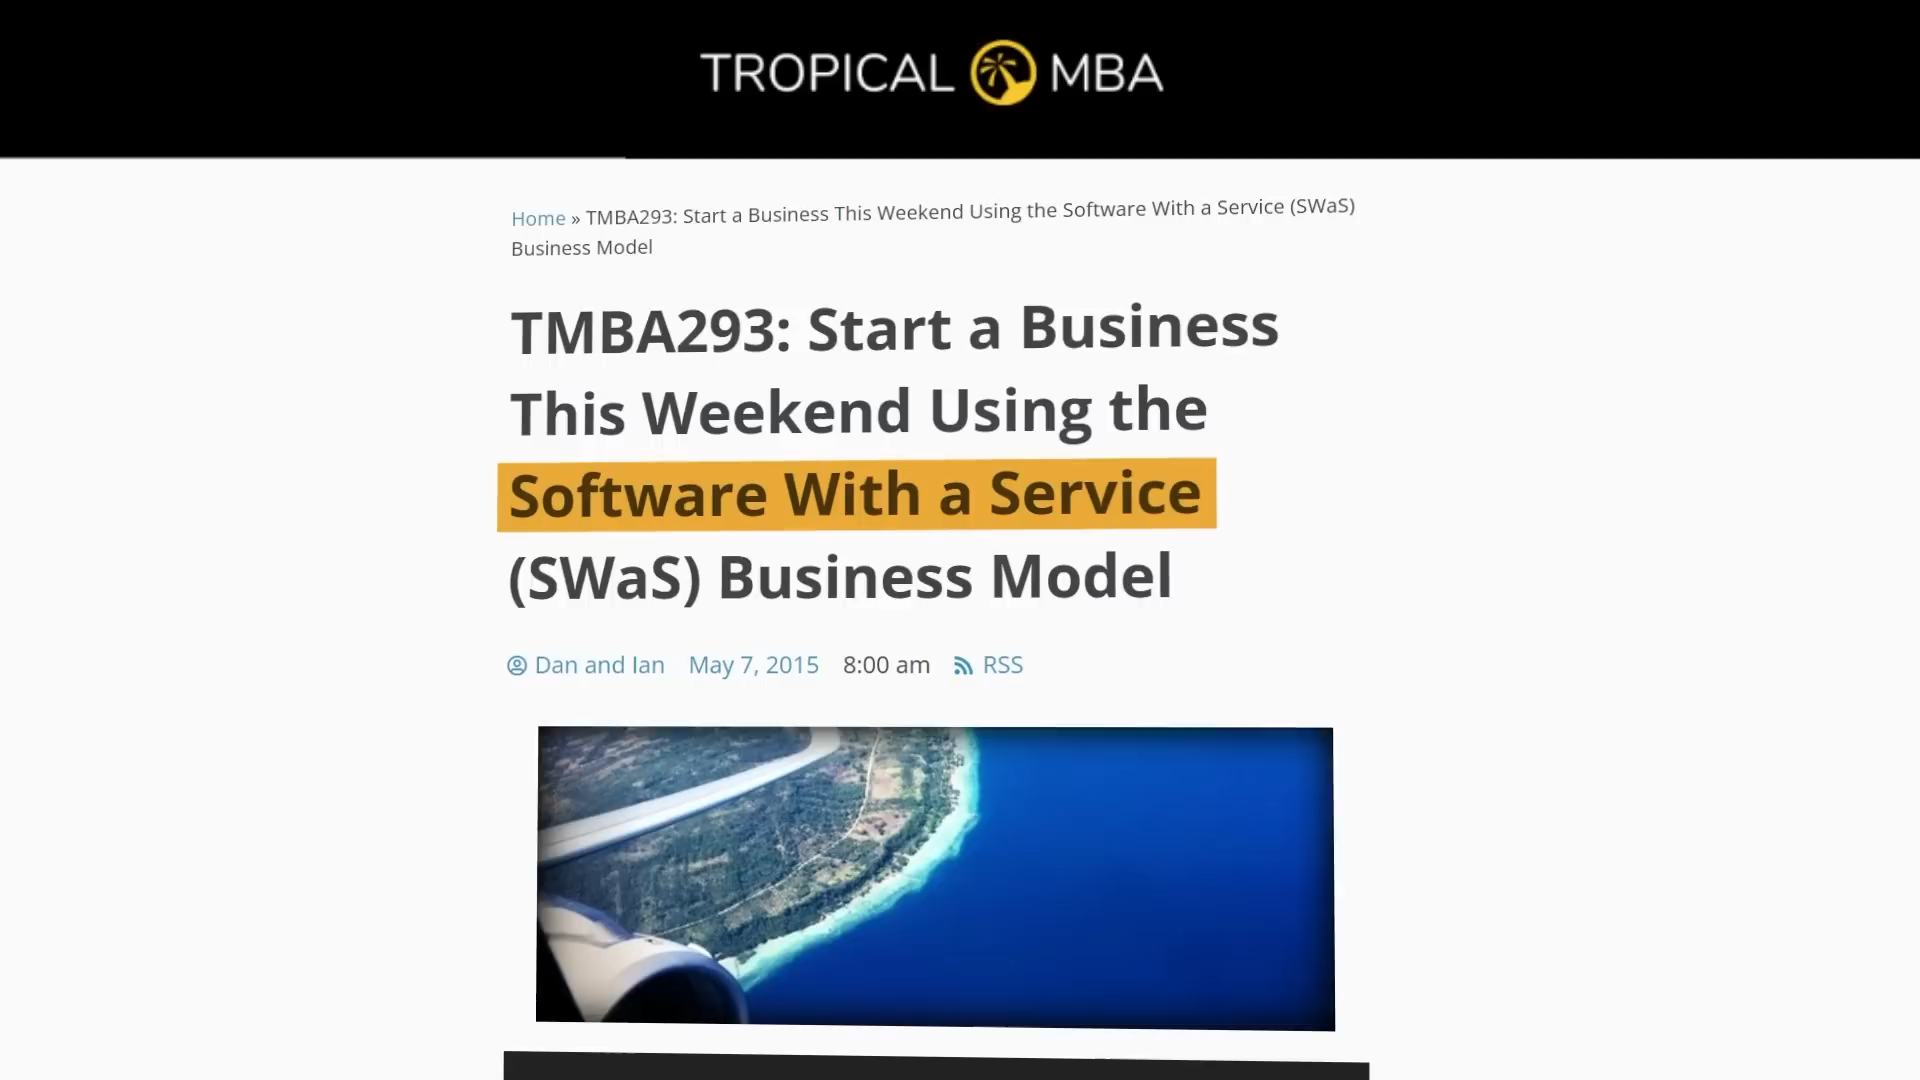 TROPICAL MBA
Home » TMBA293: Start a Business This Weekend Using the Software With a Service (SWaS)
Business Model
TMBA293: Start a Business
This Weekend Using the
Software With a Service
(SWaS) Business Model
Dan and Ian May 7, 2015 8:00 am RSS